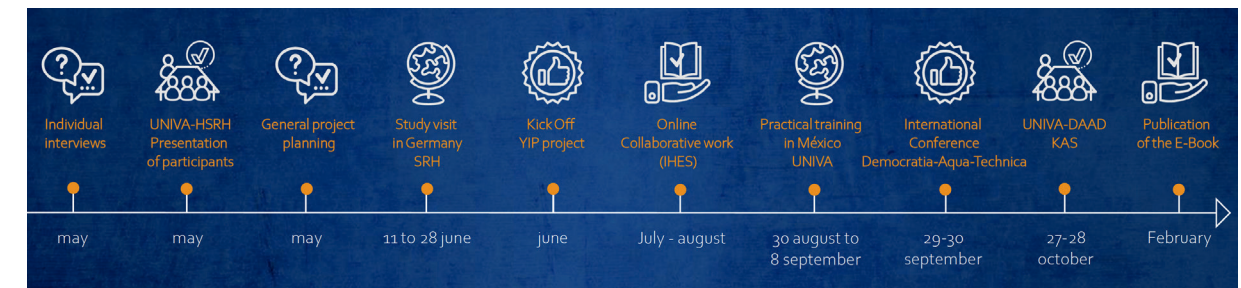 Individual
interviews
UNIVA-HSRH
Presentation
of participants
General project
planning
Study visit
in Germany
SRH
Kick Off
YIP project
Online
Collaborative work
(IHES)
Practical training
in México
UNIVA
International
Conference
Democratia-Aqua-Technica
UNIVA-DAAD
KAS
Publication
of the E-Book
may
may
may
11 to 28 june
june
July - august
30 august to
8 september
29-30
september
27-28
october
February